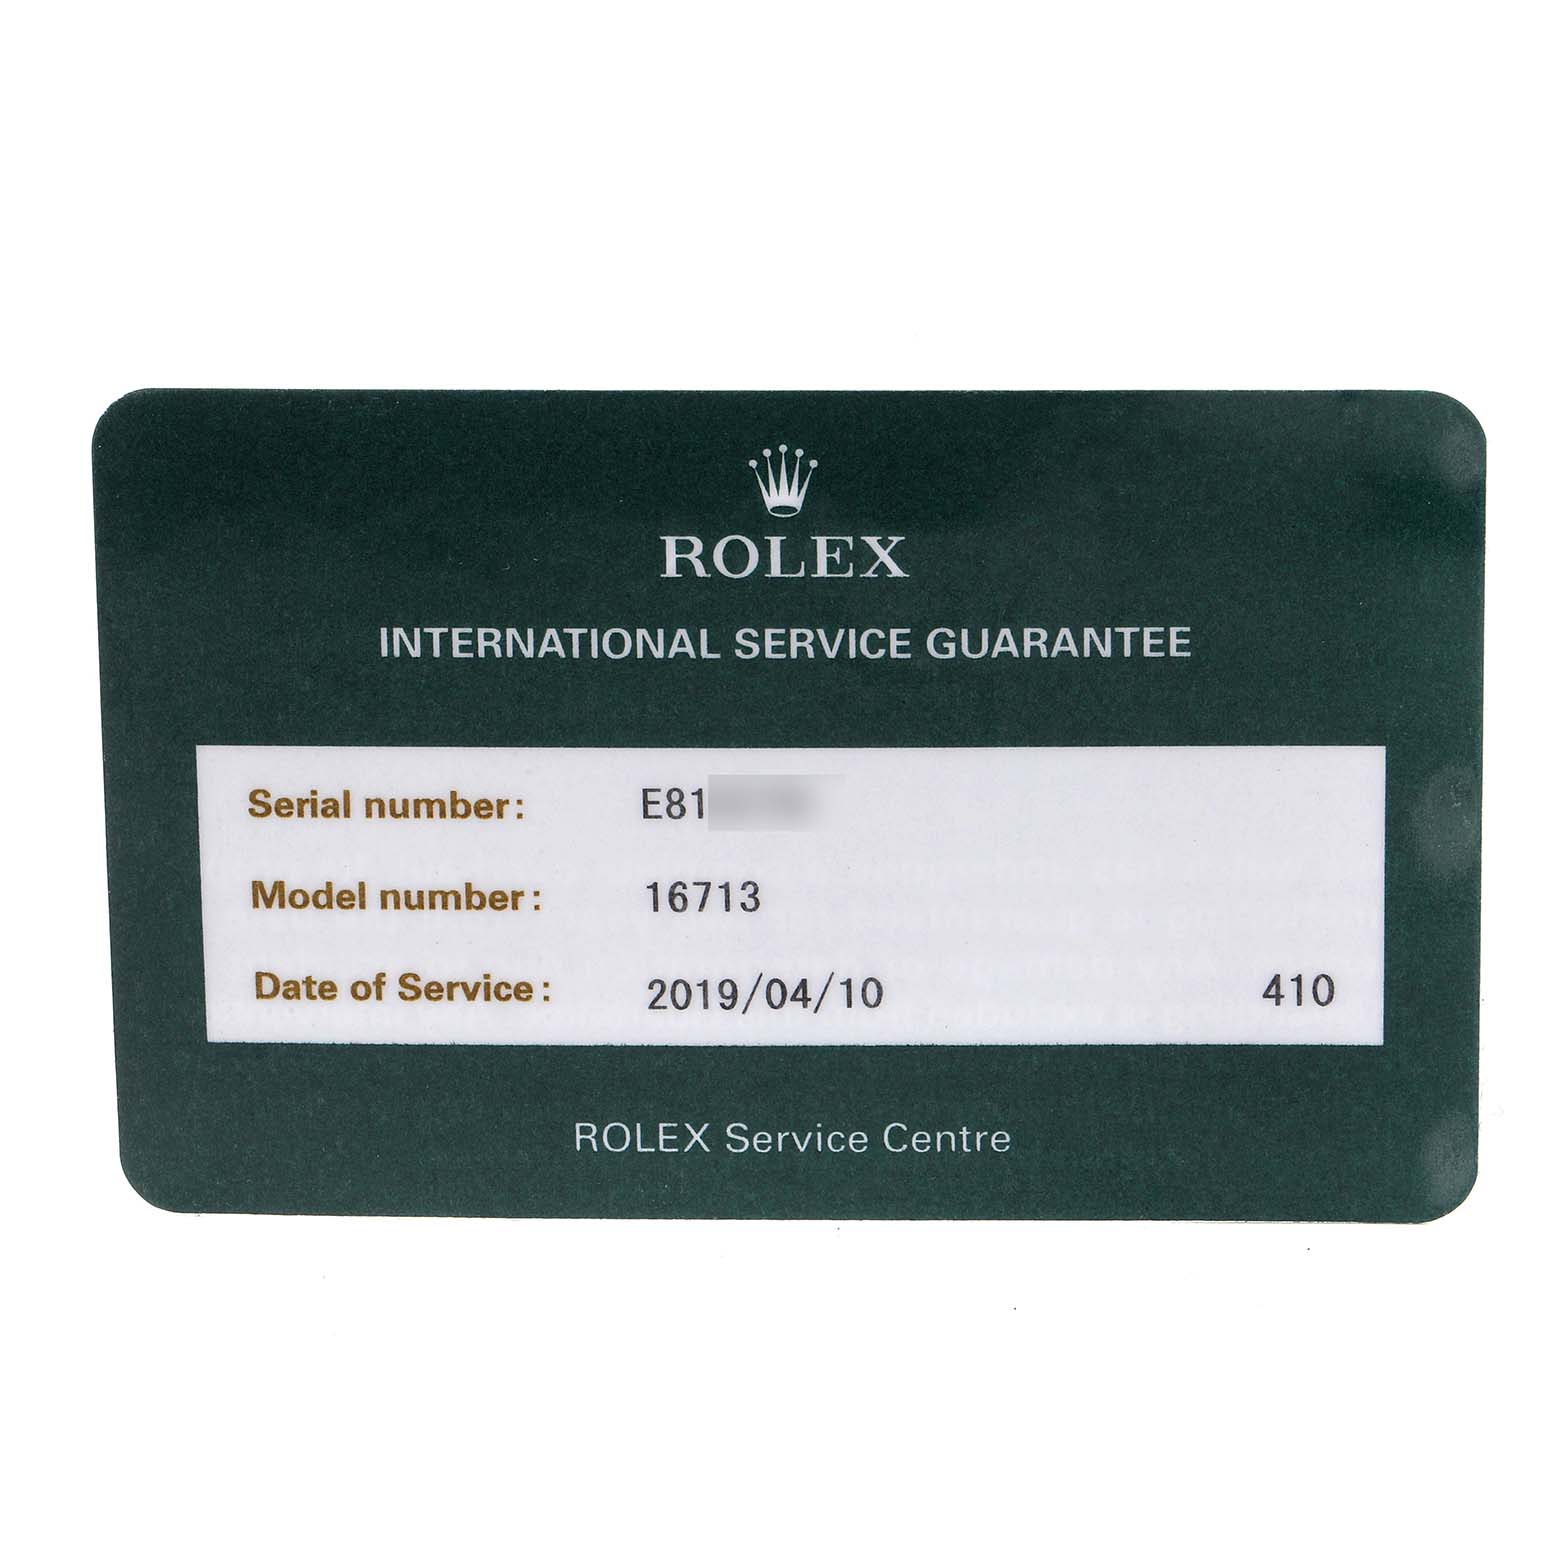 ROLEX
INTERNATIONAL SERVICE GUARANTEE
Serial number: E81
Model number: 16713
Date of Service: 2019/04/10 410
ROLEX Service Centre